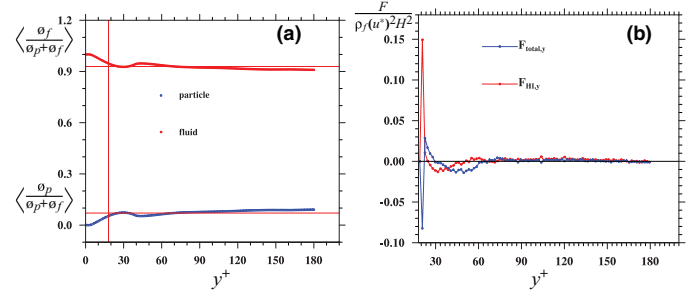 (a)
⟨ø_f / ø_p+ø_f⟩
⟨ø_p / ø_p+ø_f⟩
1.2
0.9
0.6
0.3
0.0
particle
fluid
0 30 60 90 120 150 180
y⁺
F / ρ_f(u*)²H²
(b)
0.15
0.10
0.05
0.00
-0.05
-0.10
F_total,y
F_HI,y
30 60 90 120 150 180
y⁺